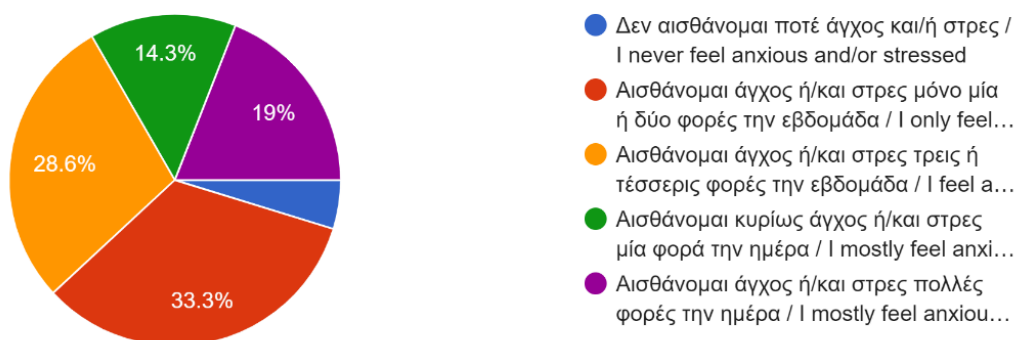 14.3%
19%
28.6%
33.3%
Δεν αισθάνομαι ποτέ άγχος και/ή στρες /
I never feel anxious and/or stressed
Αισθάνομαι άγχος ή/και στρες μόνο μία
ή δύο φορές την εβδομάδα / I only feel…
Αισθάνομαι άγχος ή/και στρες τρεις ή
τέσσερις φορές την εβδομάδα / I feel a…
Αισθάνομαι κυρίως άγχος ή/και στρες
μία φορά την ημέρα / I mostly feel anxi…
Αισθάνομαι άγχος ή/και στρες πολλές
φορές την ημέρα / I mostly feel anxiou…